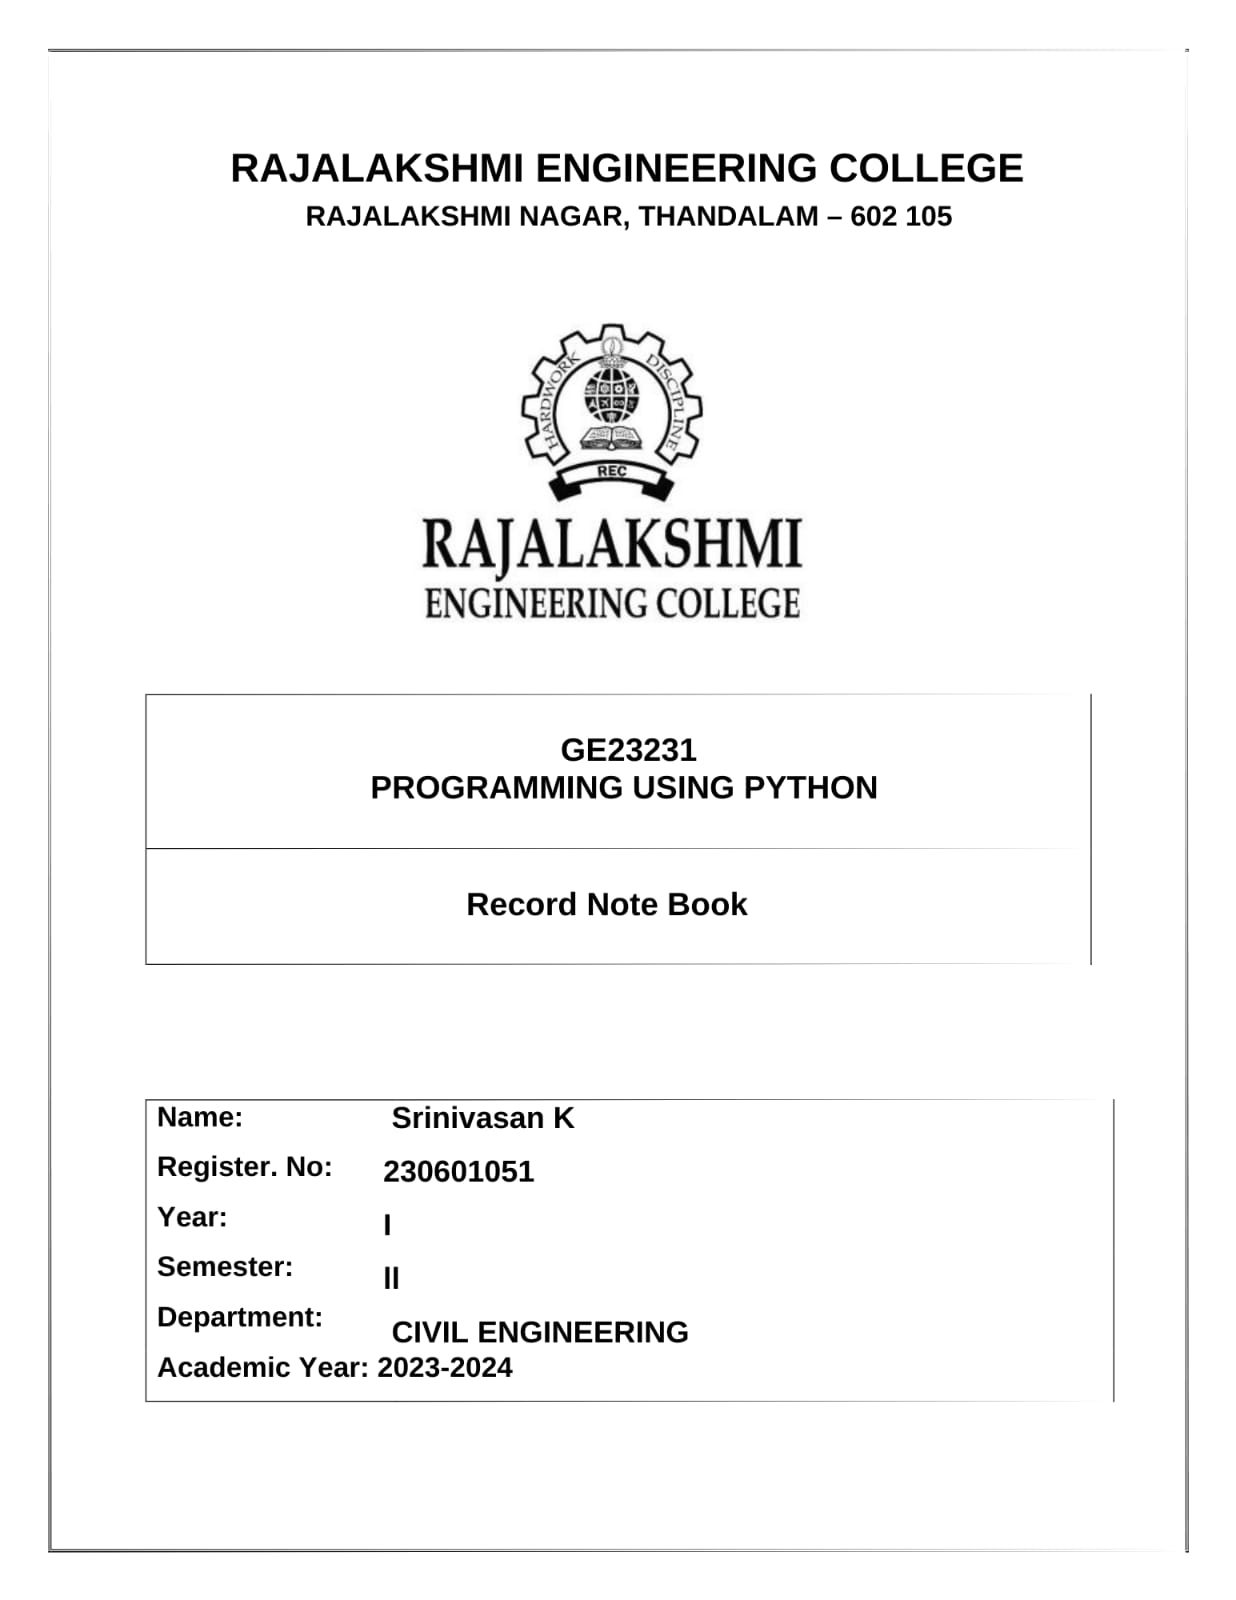 RAJALAKSHMI ENGINEERING COLLEGE
RAJALAKSHMI NAGAR, THANDALAM – 602 105
HARDWORK
DISCIPLINE
REC
RAJALAKSHMI
ENGINEERING COLLEGE
GE23231
PROGRAMMING USING PYTHON
Record Note Book
Name: Srinivasan K
Register. No: 230601051
Year: I
Semester: II
Department: CIVIL ENGINEERING
Academic Year: 2023-2024